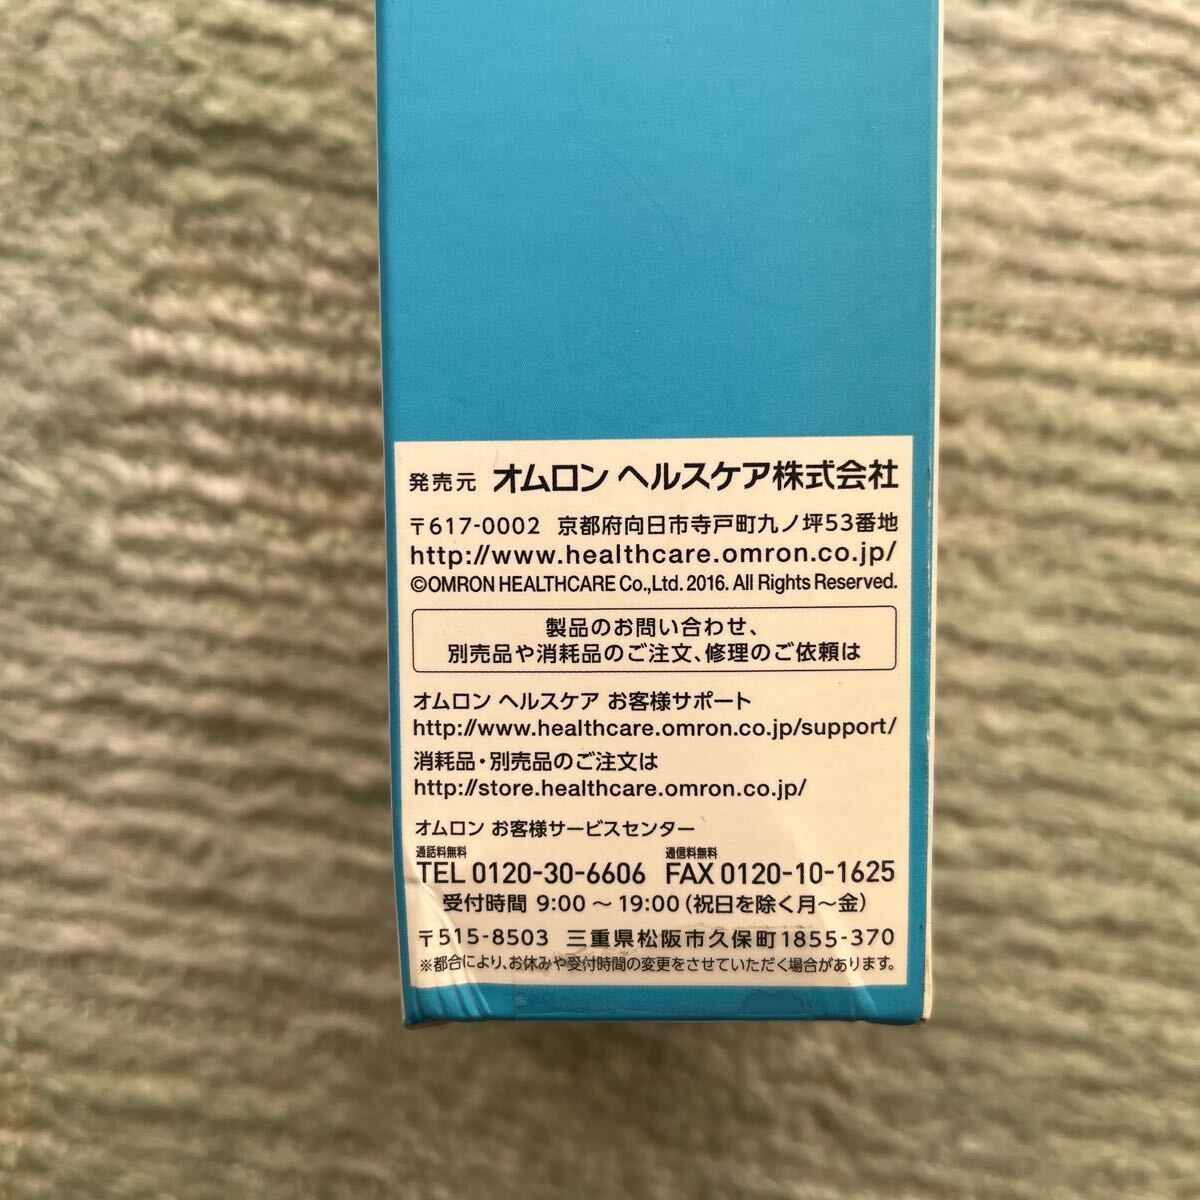 発売元 オムロン ヘルスケア株式会社
〒617-0002 京都府向日市寺戸町九ノ坪53番地
http://www.healthcare.omron.co.jp/
©OMRON HEALTHCARE Co.,Ltd. 2016. All Rights Reserved.
製品のお問い合わせ、
別売品や消耗品のご注文、修理のご依頼は
オムロン ヘルスケア お客様サポート
http://www.healthcare.omron.co.jp/support/
消耗品・別売品のご注文は
http://store.healthcare.omron.co.jp/
オムロン お客様サービスセンター
通話料無料 通信料無料
TEL 0120-30-6606 FAX 0120-10-1625
受付時間 9:00 〜 19:00 (祝日を除く月〜金)
〒515-8503 三重県松阪市久保町1855-370
※都合により、お休みや受付時間の変更をさせていただく場合があります。